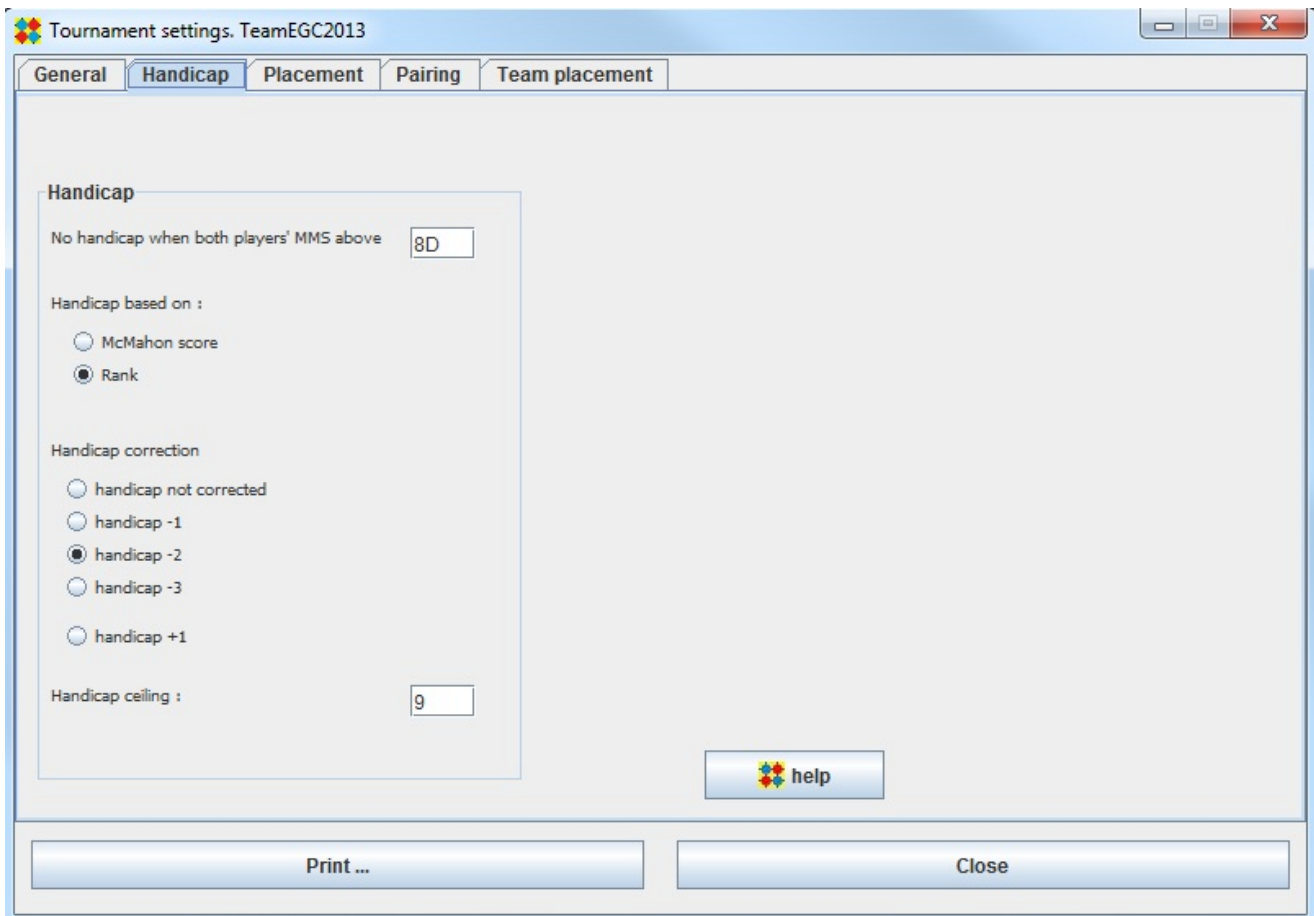 Tournament settings. TeamEGC2013
General Handicap Placement Pairing Team placement
Handicap
No handicap when both players' MMS above 8D
Handicap based on :
McMahon score
Rank
Handicap correction
handicap not corrected
handicap -1
handicap -2
handicap -3
handicap +1
Handicap ceiling : 9
help
Print ... Close